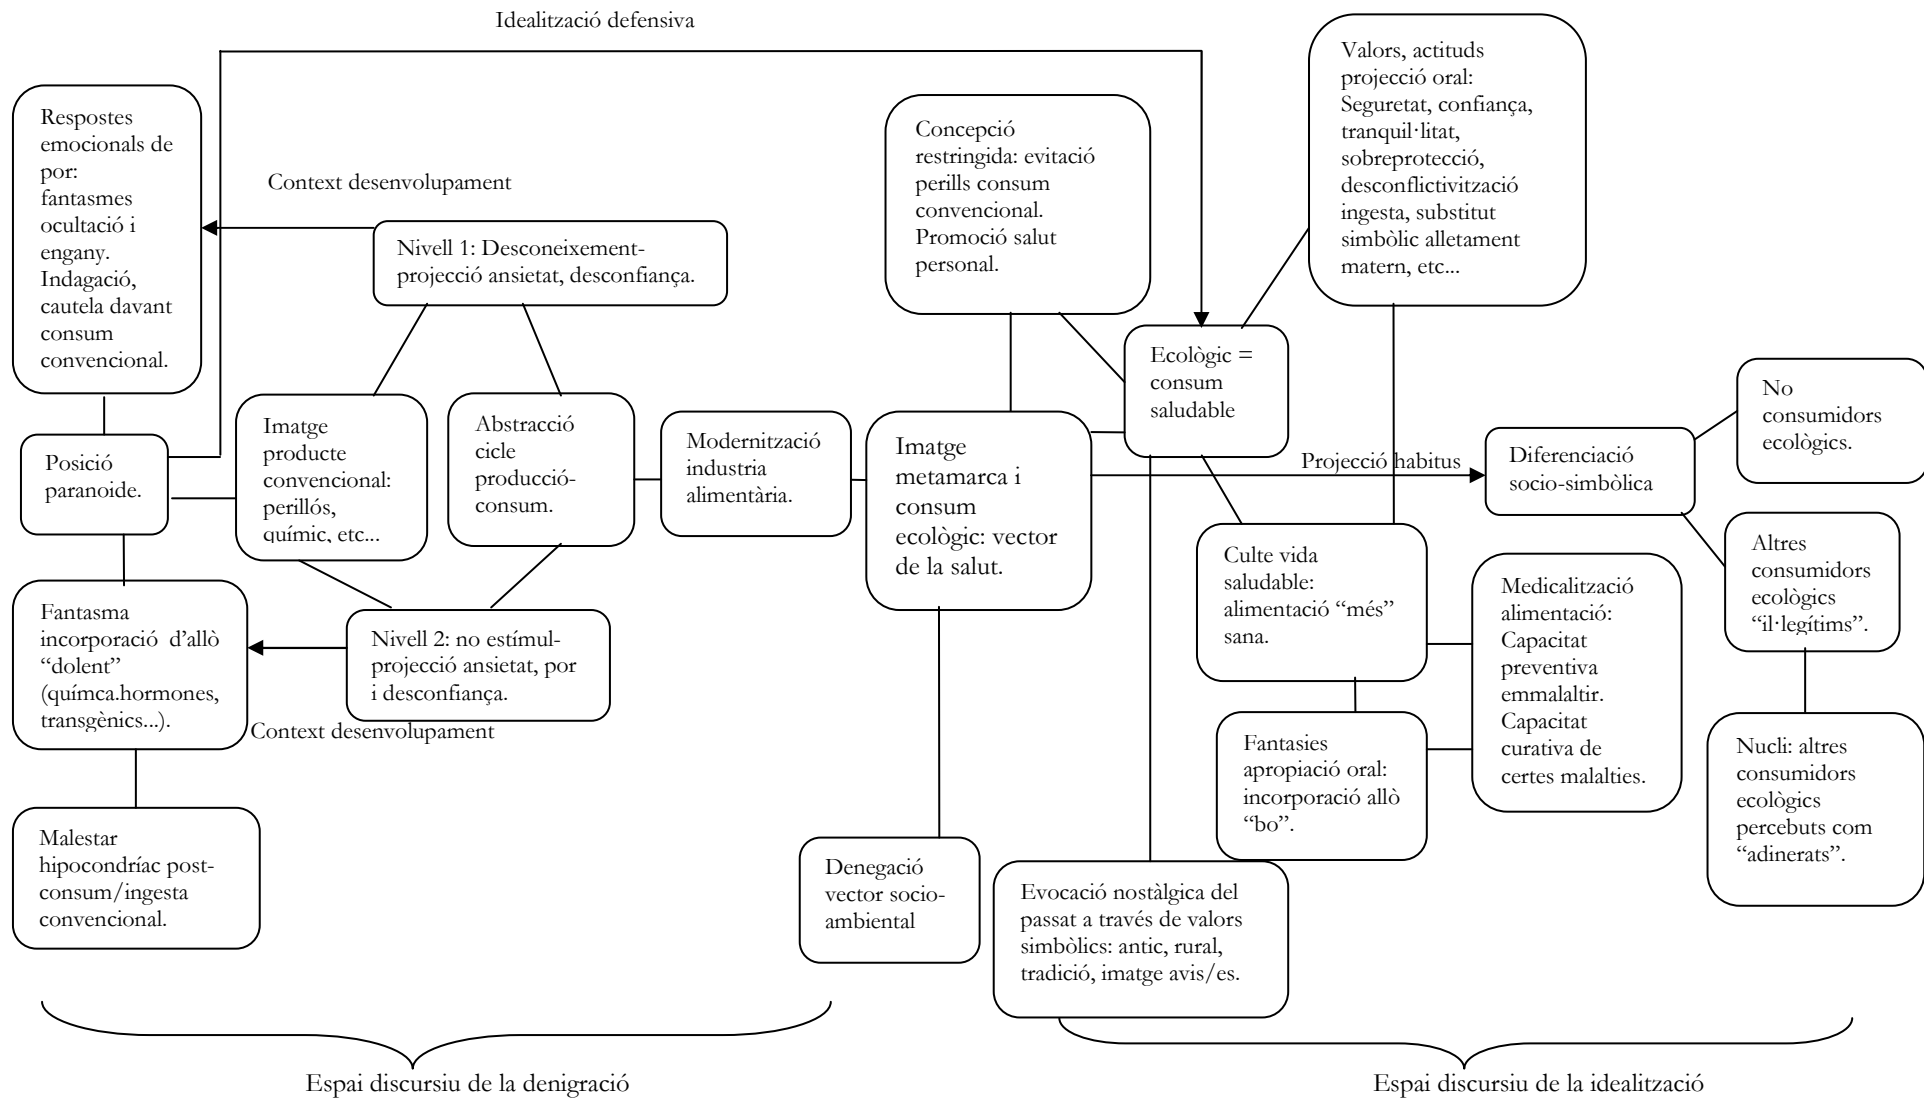 Idealització defensiva
Respostes
emocionals de
por:
fantasmes
ocultació i
engany.
Indagació,
cautela davant
consum
convencional.
Context desenvolupament
Nivell 1: Desconeixement-
projecció ansietat, desconfiança.
Concepció
restringida: evitació
perills consum
convencional.
Promoció salut
personal.
Valors, actituds
projecció oral:
Seguretat, confiança,
tranquil·litat,
sobreprotecció,
desconflictivització
ingesta, substitut
simbòlic alletament
matern, etc...
Ecològic =
consum
saludable
Posició
paranoide.
Imatge
producte
convencional:
perillós,
químic, etc...
Abstracció
cicle
producció-
consum.
Modernització
industria
alimentària.
Imatge
metamarca i
consum
ecològic: vector
de la salut.
Projecció habitus
Diferenciació
socio-simbòlica
No
consumidors
ecològics.
Altres
consumidors
ecològics
“il·legítims”.
Nucli: altres
consumidors
ecològics
percebuts com
“adinerats”.
Fantasma
incorporació d’allò
“dolent”
(químca.hormones,
transgènics...).
Nivell 2: no estímul-
projecció ansietat, por
i desconfiança.
Context desenvolupament
Malestar
hipocondríac post-
consum/ingesta
convencional.
Culte vida
saludable:
alimentació “més”
sana.
Medicalització
alimentació:
Capacitat
preventiva
emmalaltir.
Capacitat
curativa de
certes malalties.
Fantasies
apropiació oral:
incorporació allò
“bo”.
Denegació
vector socio-
ambiental
Evocació nostàlgica del
passat a través de valors
simbòlics: antic, rural,
tradició, imatge avis/es.
Espai discursiu de la denigració
Espai discursiu de la idealització